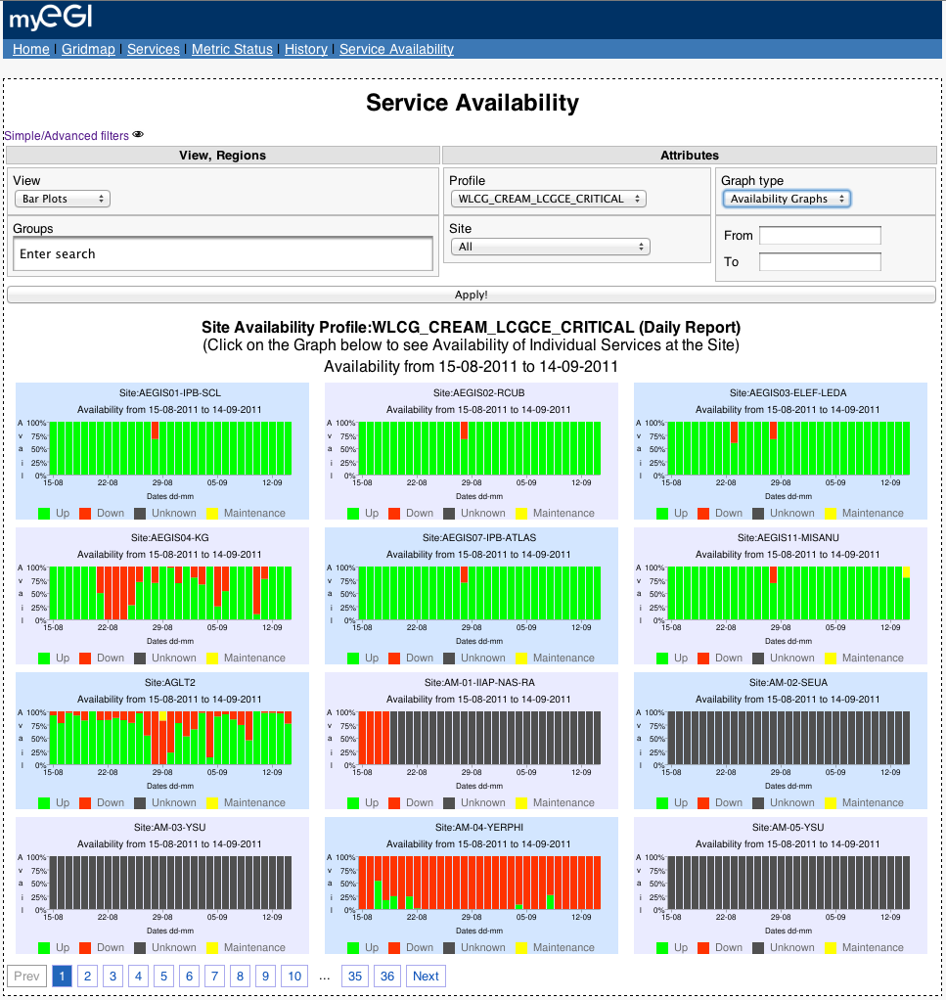 myEGI
Home | Gridmap | Services | Metric Status | History | Service Availability
Service Availability
Simple/Advanced filters
View, Regions
Attributes
View
Bar Plots
Profile
WLCG_CREAM_LCGCE_CRITICAL
Graph type
Availability Graphs
Groups
Enter search
Site
All
From
To
Apply!
Site Availability Profile:WLCG_CREAM_LCGCE_CRITICAL (Daily Report)
(Click on the Graph below to see Availability of Individual Services at the Site)
Availability from 15-08-2011 to 14-09-2011
Site:AEGIS01-IPB-SCL
Availability from 15-08-2011 to 14-09-2011
A 100%
v 75%
a 50%
i 25%
l 0%
15-08 22-08 29-08 05-09 12-09
Dates dd-mm
Up Down Unknown Maintenance
Site:AEGIS02-RCUB
Availability from 15-08-2011 to 14-09-2011
A 100%
v 75%
a 50%
i 25%
l 0%
15-08 22-08 29-08 05-09 12-09
Dates dd-mm
Up Down Unknown Maintenance
Site:AEGIS03-ELEF-LEDA
Availability from 15-08-2011 to 14-09-2011
A 100%
v 75%
a 50%
i 25%
l 0%
15-08 22-08 29-08 05-09 12-09
Dates dd-mm
Up Down Unknown Maintenance
Site:AEGIS04-KG
Availability from 15-08-2011 to 14-09-2011
A 100%
v 75%
a 50%
i 25%
l 0%
15-08 22-08 29-08 05-09 12-09
Dates dd-mm
Up Down Unknown Maintenance
Site:AEGIS07-IPB-ATLAS
Availability from 15-08-2011 to 14-09-2011
A 100%
v 75%
a 50%
i 25%
l 0%
15-08 22-08 29-08 05-09 12-09
Dates dd-mm
Up Down Unknown Maintenance
Site:AEGIS11-MISANU
Availability from 15-08-2011 to 14-09-2011
A 100%
v 75%
a 50%
i 25%
l 0%
15-08 22-08 29-08 05-09 12-09
Dates dd-mm
Up Down Unknown Maintenance
Site:AGLT2
Availability from 15-08-2011 to 14-09-2011
A 100%
v 75%
a 50%
i 25%
l 0%
15-08 22-08 29-08 05-09 12-09
Dates dd-mm
Up Down Unknown Maintenance
Site:AM-01-IIAP-NAS-RA
Availability from 15-08-2011 to 14-09-2011
A 100%
v 75%
a 50%
i 25%
l 0%
15-08 22-08 29-08 05-09 12-09
Dates dd-mm
Up Down Unknown Maintenance
Site:AM-02-SEUA
Availability from 15-08-2011 to 14-09-2011
A 100%
v 75%
a 50%
i 25%
l 0%
15-08 22-08 29-08 05-09 12-09
Dates dd-mm
Up Down Unknown Maintenance
Site:AM-03-YSU
Availability from 15-08-2011 to 14-09-2011
A 100%
v 75%
a 50%
i 25%
l 0%
15-08 22-08 29-08 05-09 12-09
Dates dd-mm
Up Down Unknown Maintenance
Site:AM-04-YERPHI
Availability from 15-08-2011 to 14-09-2011
A 100%
v 75%
a 50%
i 25%
l 0%
15-08 22-08 29-08 05-09 12-09
Dates dd-mm
Up Down Unknown Maintenance
Site:AM-05-YSU
Availability from 15-08-2011 to 14-09-2011
A 100%
v 75%
a 50%
i 25%
l 0%
15-08 22-08 29-08 05-09 12-09
Dates dd-mm
Up Down Unknown Maintenance
Prev 1 2 3 4 5 6 7 8 9 10 ... 35 36 Next